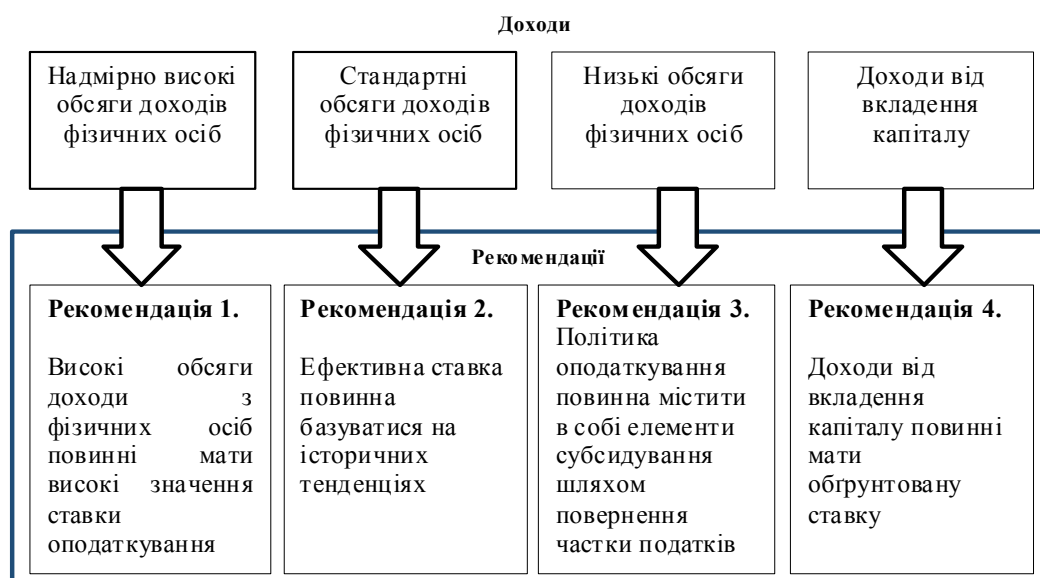 Доходи
Надмірно високі
обсяги доходів
фізичних осіб
Стандартні
обсяги доходів
фізичних осіб
Низькі обсяги
доходів
фізичних осіб
Доходи від
вкладення
капіталу
Рекомендації
Рекомендація 1.
Високі обсяги
доходи з
фізичних осіб
повинні мати
високі значення
ставки
оподаткування
Рекомендація 2.
Ефективна ставка
повинна
базуватися на
історичних
тенденціях
Рекомендація 3.
Політика
оподаткування
повинна містити
в собі елементи
субсидування
шляхом
повернення
частки податків
Рекомендація 4.
Доходи від
вкладення
капіталу повинні
мати
обґрунтовану
ставку